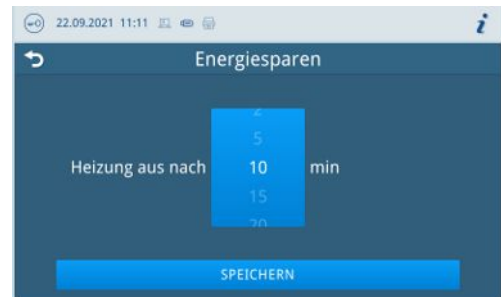 22.09.2021 11:11
Energiesparen
2
5
Heizung aus nach 10 min
15
20
SPEICHERN